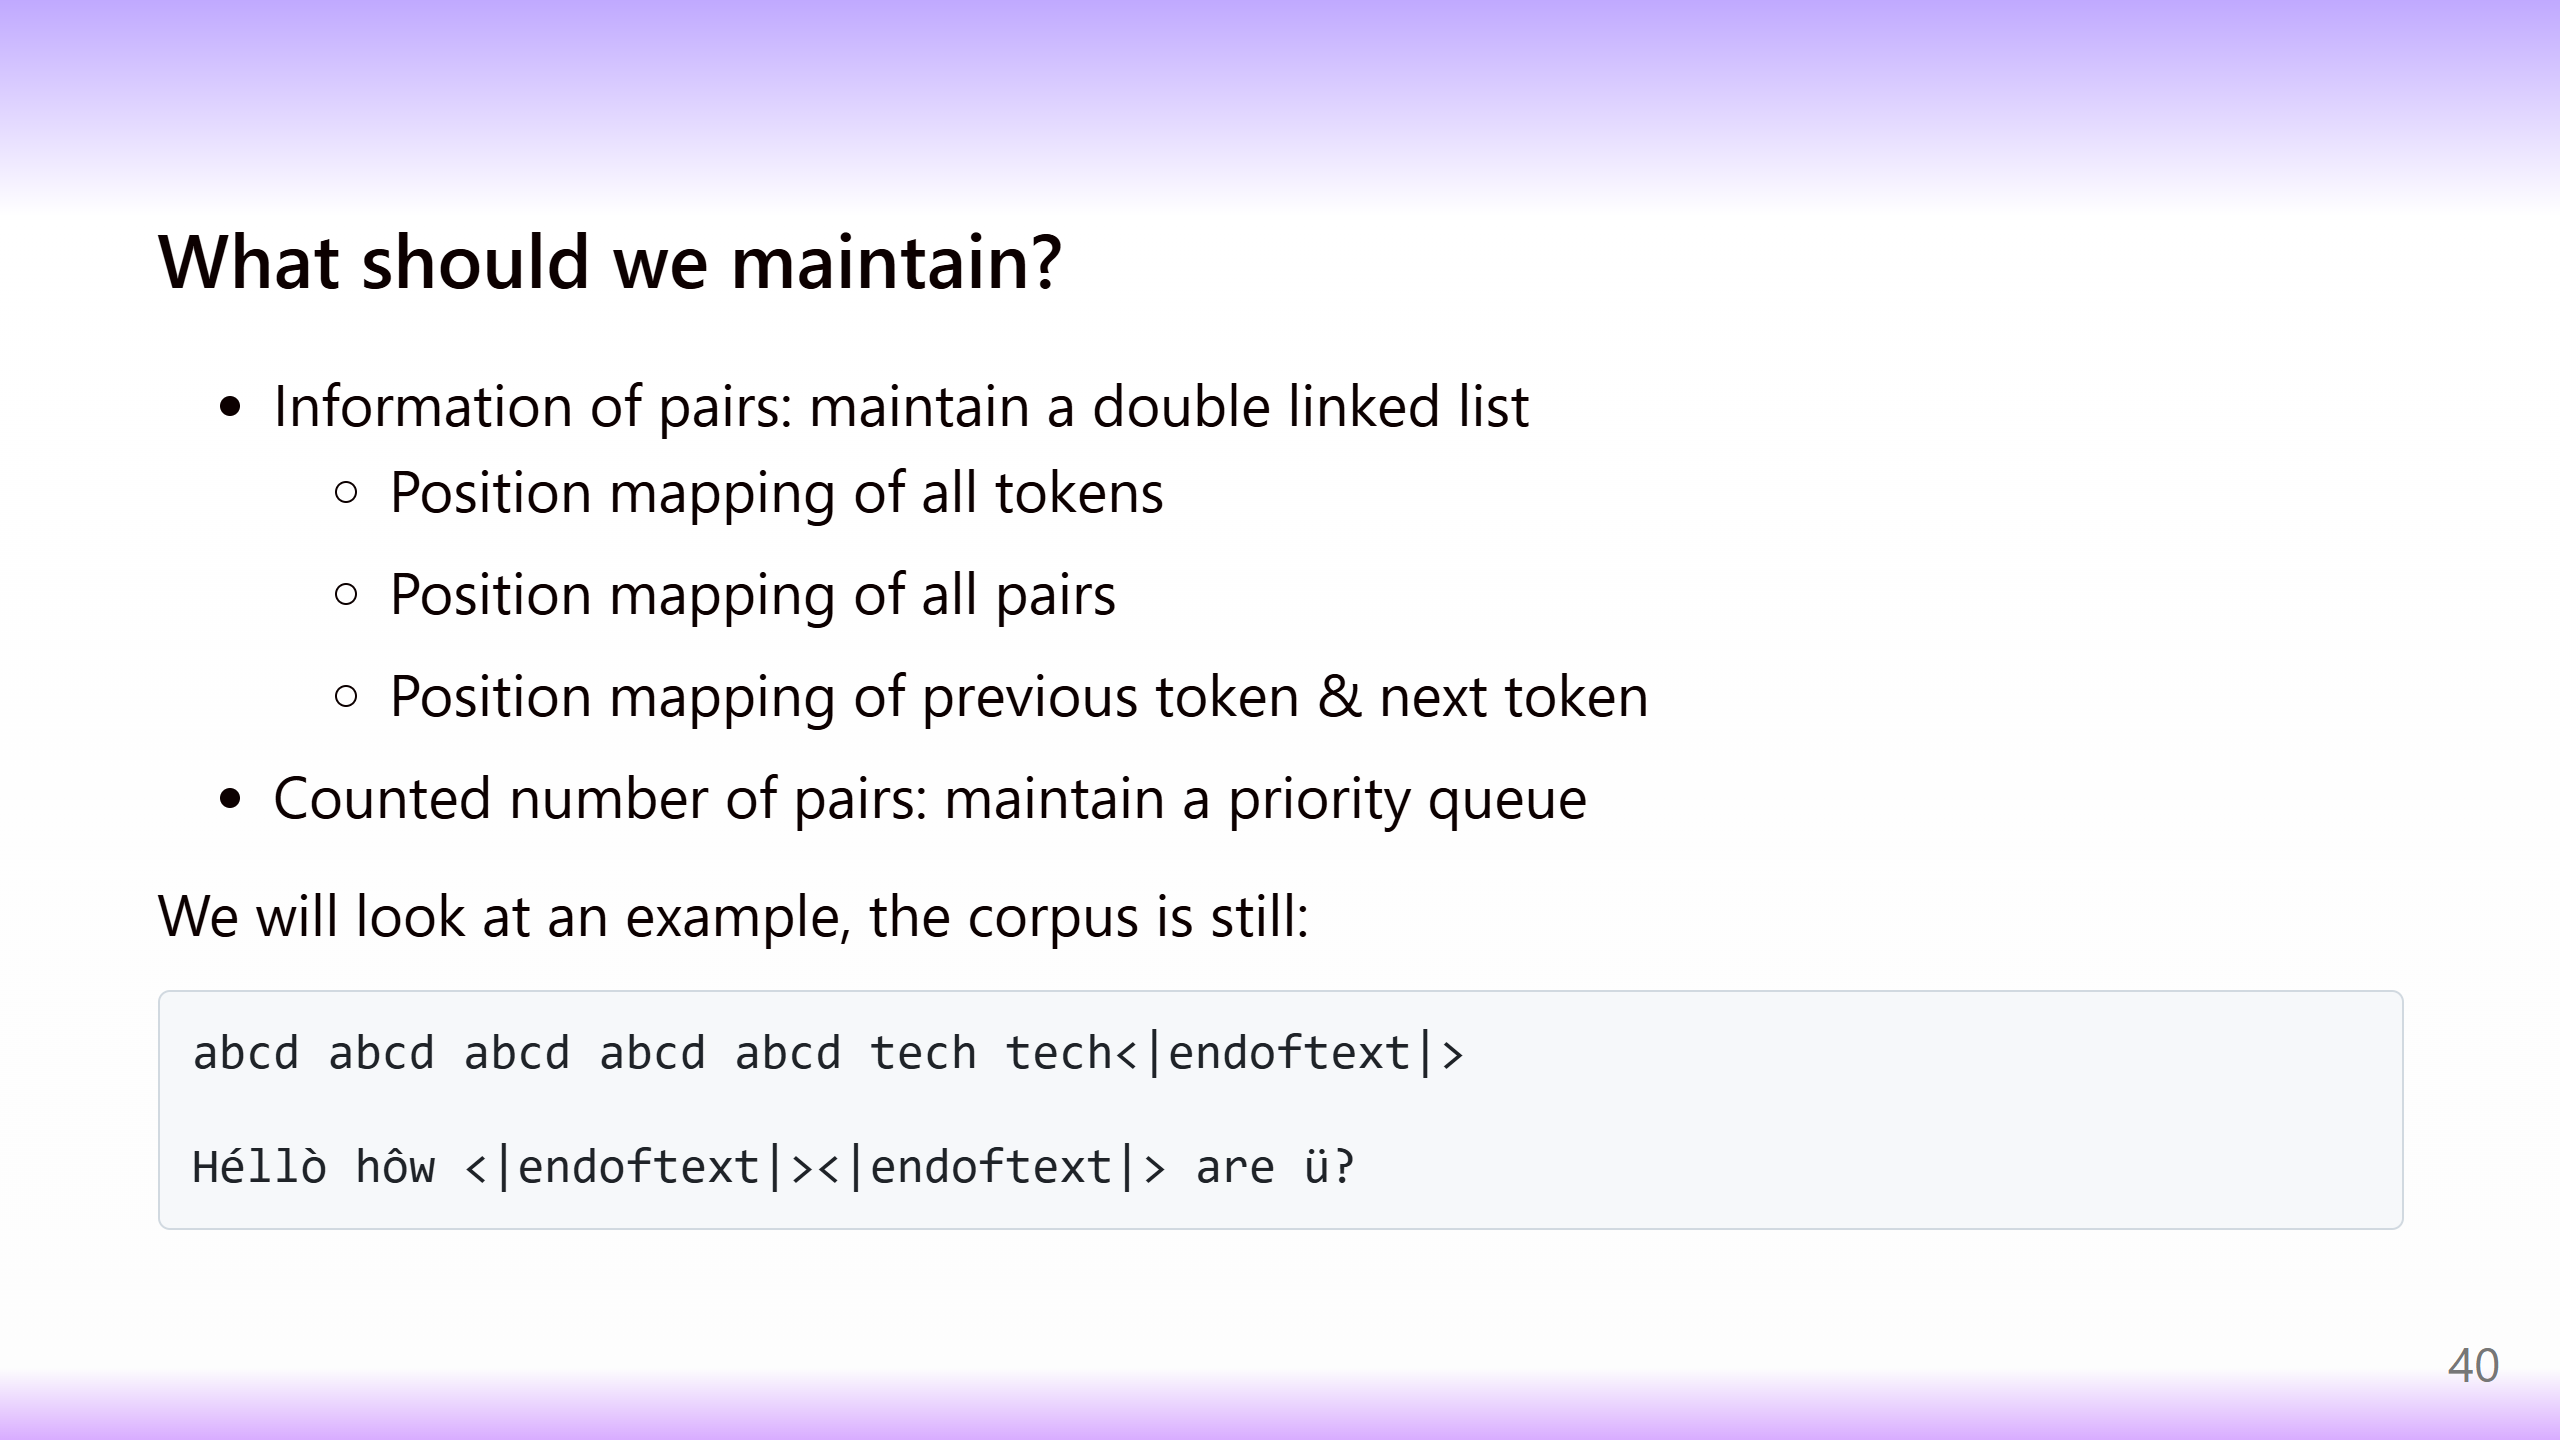 What should we maintain?
• Information of pairs: maintain a double linked list
○ Position mapping of all tokens
○ Position mapping of all pairs
○ Position mapping of previous token & next token
• Counted number of pairs: maintain a priority queue
We will look at an example, the corpus is still:
abcd abcd abcd abcd abcd tech tech<|endoftext|>
Héllò hôw <|endoftext|><|endoftext|> are ü?
40